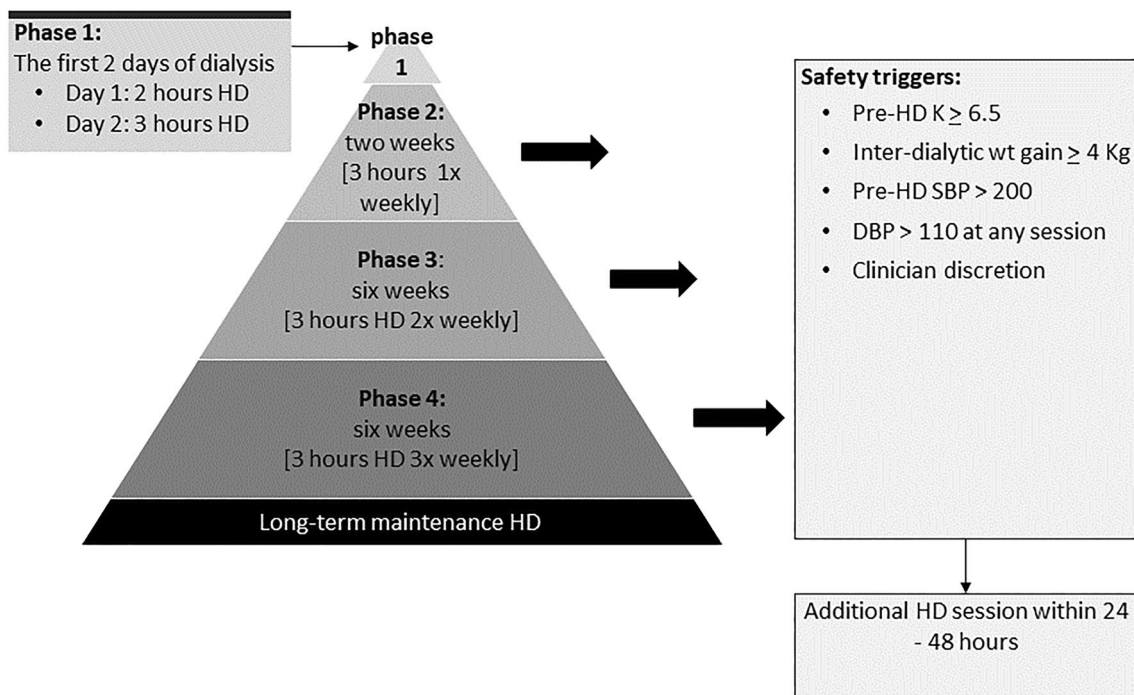 Phase 1:
The first 2 days of dialysis
• Day 1: 2 hours HD
• Day 2: 3 hours HD
phase
1
Phase 2:
two weeks
[3 hours 1x
weekly]
Phase 3:
six weeks
[3 hours HD 2x weekly]
Phase 4:
six weeks
[3 hours HD 3x weekly]
Long-term maintenance HD
Safety triggers:
• Pre-HD K ≥ 6.5
• Inter-dialytic wt gain ≥ 4 Kg
• Pre-HD SBP > 200
• DBP > 110 at any session
• Clinician discretion
Additional HD session within 24
- 48 hours